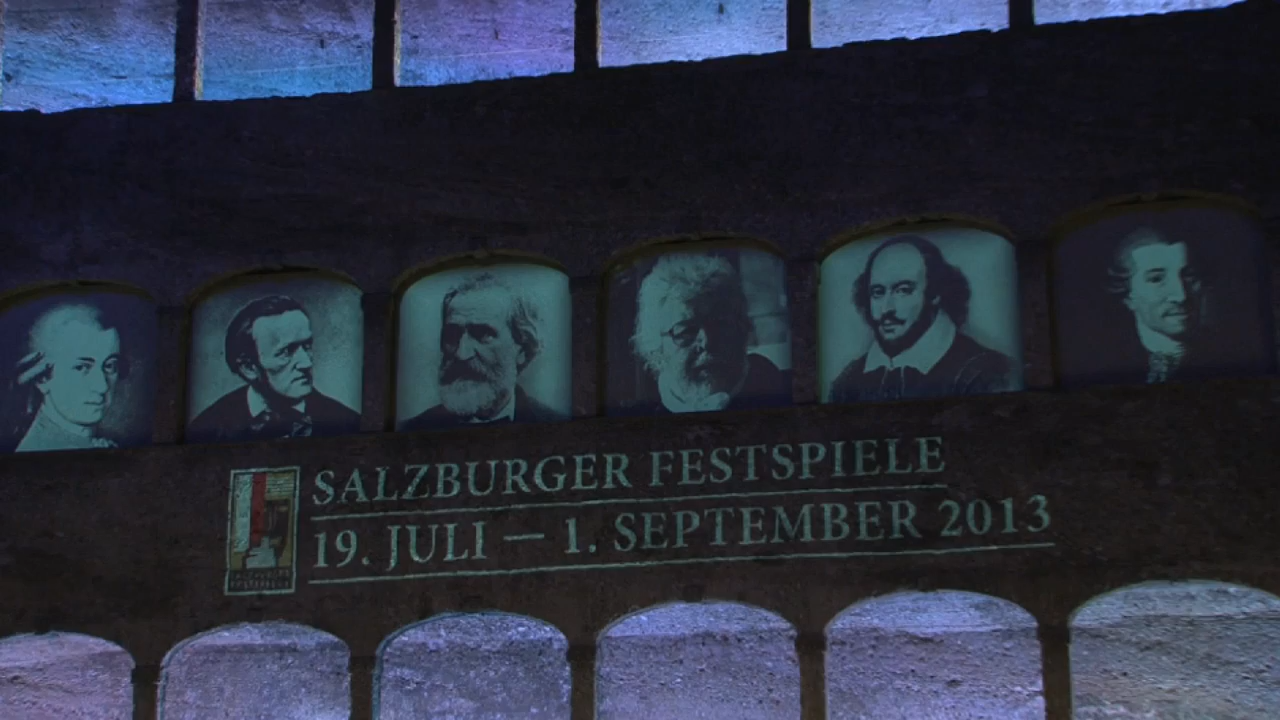 SALZBURGER FESTSPIELE
19. JULI — 1. SEPTEMBER 2013